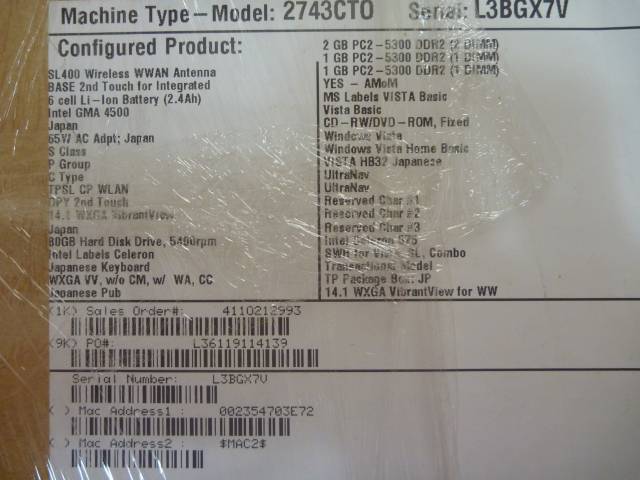 Machine Type-Model: 2743CTO Serial: L3BGX7V
Configured Product:
SL400 Wireless WWAN Antenna
BASE 2nd Touch for Integrated
6 cell Li-Ion Battery (2.4Ah)
Intel GMA 4500
Japan
65W AC Adpt; Japan
S Class
P Group
C Type
TPSL CP WLAN
OPY 2nd Touch
14.1 WXGA VibrantView
Japan
80GB Hard Disk Drive, 5400rpm
Intel Labels Celeron
Japanese Keyboard
WXGA VV, w/o CM, w/ WA, CC
Japanese Pub
2 GB PC2-5300 DDR2 (2 DIMM)
1 GB PC2-5300 DDR2 (1 DIMM)
1 GB PC2-5300 DDR2 (1 DIMM)
YES - AMoM
MS Labels VISTA Basic
Vista Basic
CD-RW/DVD-ROM, Fixed
Windows Vista
Windows Vista Home Basic
VISTA HB32 Japanese
UltraNav
UltraNav
Reserved Char #1
Reserved Char #2
Reserved Char #3
Intel Celeron 575
SWH for Vista, SL, Combo
Transactional Model
TP Package Box: JP
14.1 WXGA VibrantView for WW
(1K) Sales Order#: 4110212993
(9K) PO#: L36119114139
Serial Number: L3BGX7V
( ) Mac Address1 : 002354703E72
( ) Mac Address2 : $MAC2$